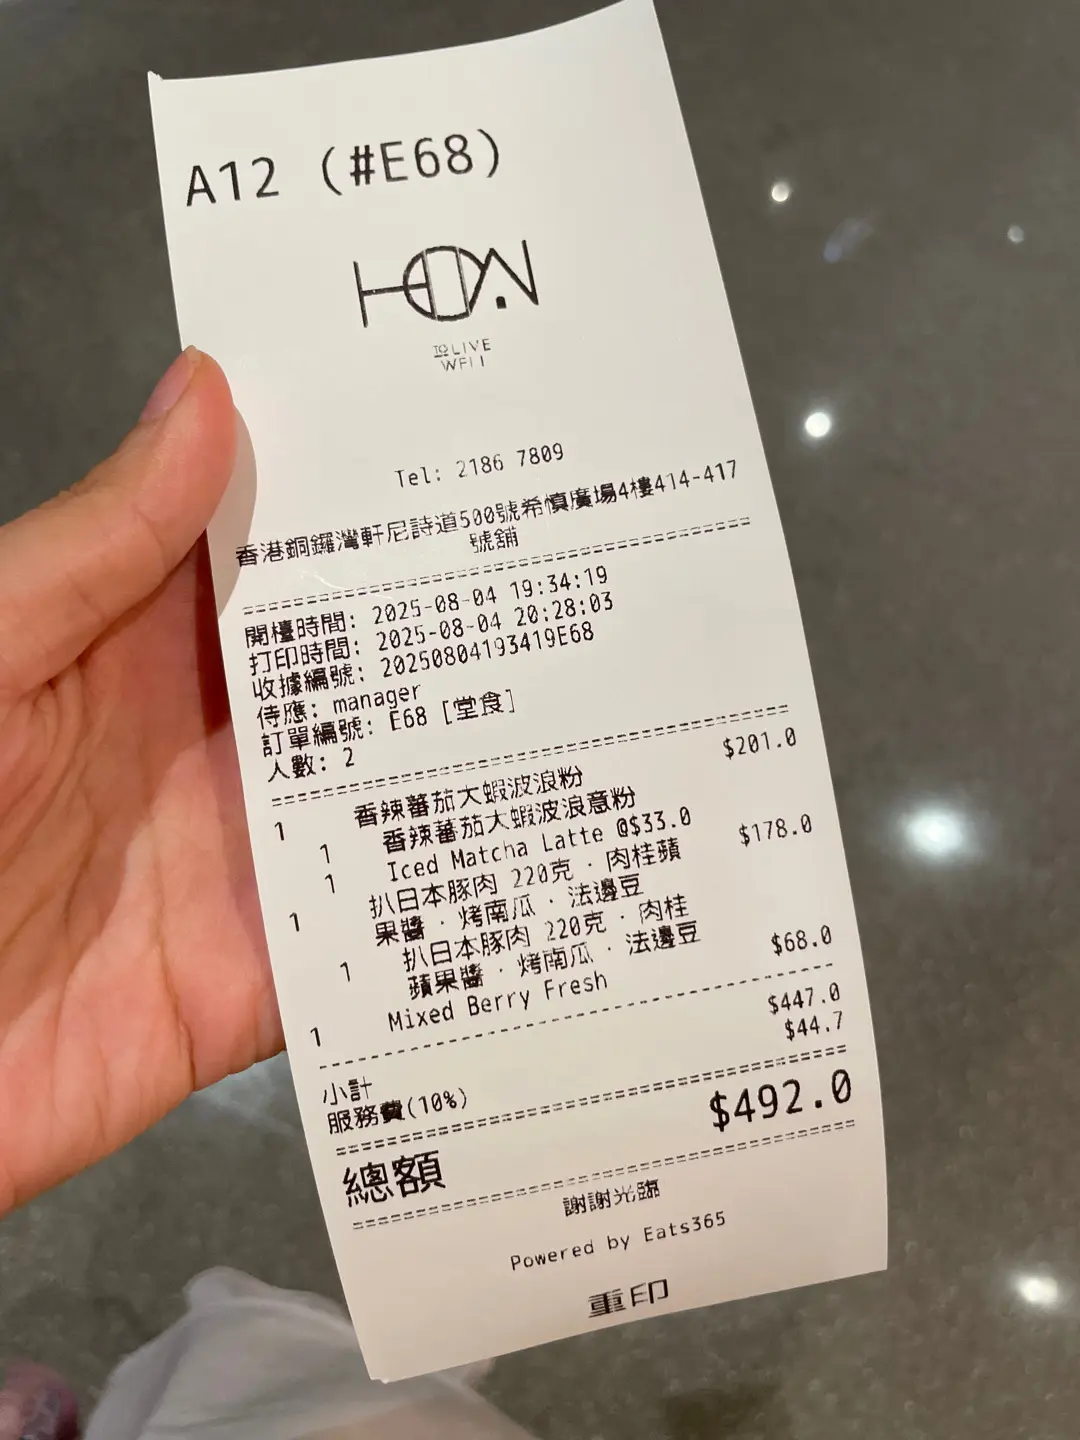 A12 (#E68)
HOW
TO LIVE
WELL
Tel: 2186 7809
香港銅鑼灣軒尼詩道500號希慎廣場4樓414-417
號舖
開檯時間: 2025-08-04 19:34:19
打印時間: 2025-08-04 20:28:03
收據編號: 20250804193419E68
侍應: manager
訂單編號: E68 [堂食]
人數: 2
1 香辣蕃茄大蝦波浪粉 $201.0
1 香辣蕃茄大蝦波浪意粉
1 Iced Matcha Latte @$33.0
1 扒日本豚肉 220克 · 肉桂蘋 $178.0
果醬 · 烤南瓜 · 法邊豆
1 扒日本豚肉 220克 · 肉桂
蘋果醬 · 烤南瓜 · 法邊豆
1 Mixed Berry Fresh $68.0
小計 $447.0
服務費(10%) $44.7
總額 $492.0
謝謝光臨
Powered by Eats365
重印